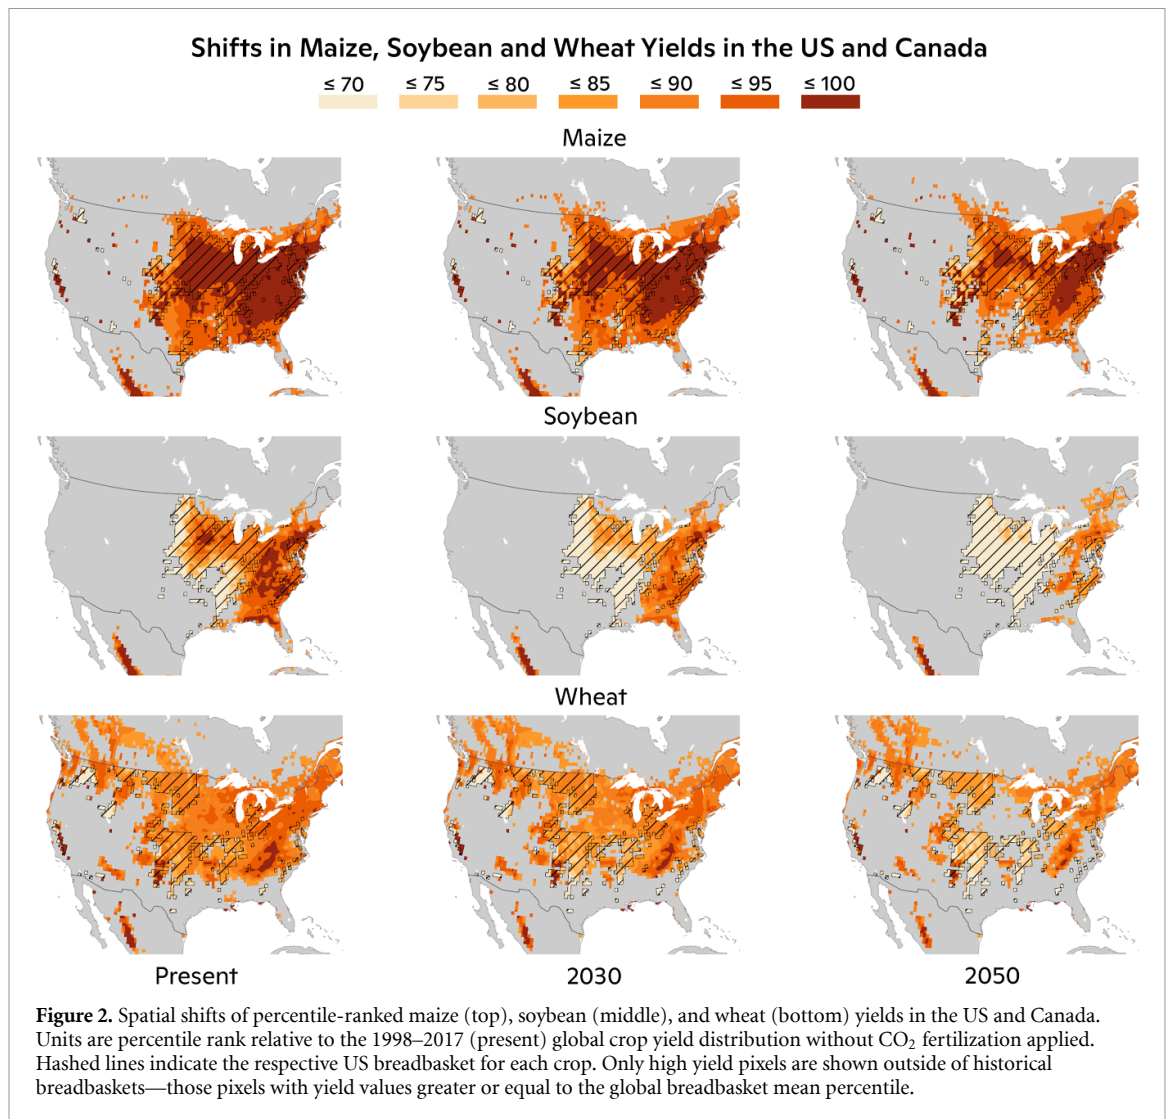 Shifts in Maize, Soybean and Wheat Yields in the US and Canada
≤ 70 ≤ 75 ≤ 80 ≤ 85 ≤ 90 ≤ 95 ≤ 100
Maize
Soybean
Wheat
Present 2030 2050
Figure 2. Spatial shifts of percentile-ranked maize (top), soybean (middle), and wheat (bottom) yields in the US and Canada.
Units are percentile rank relative to the 1998–2017 (present) global crop yield distribution without CO₂ fertilization applied.
Hashed lines indicate the respective US breadbasket for each crop. Only high yield pixels are shown outside of historical
breadbaskets—those pixels with yield values greater or equal to the global breadbasket mean percentile.